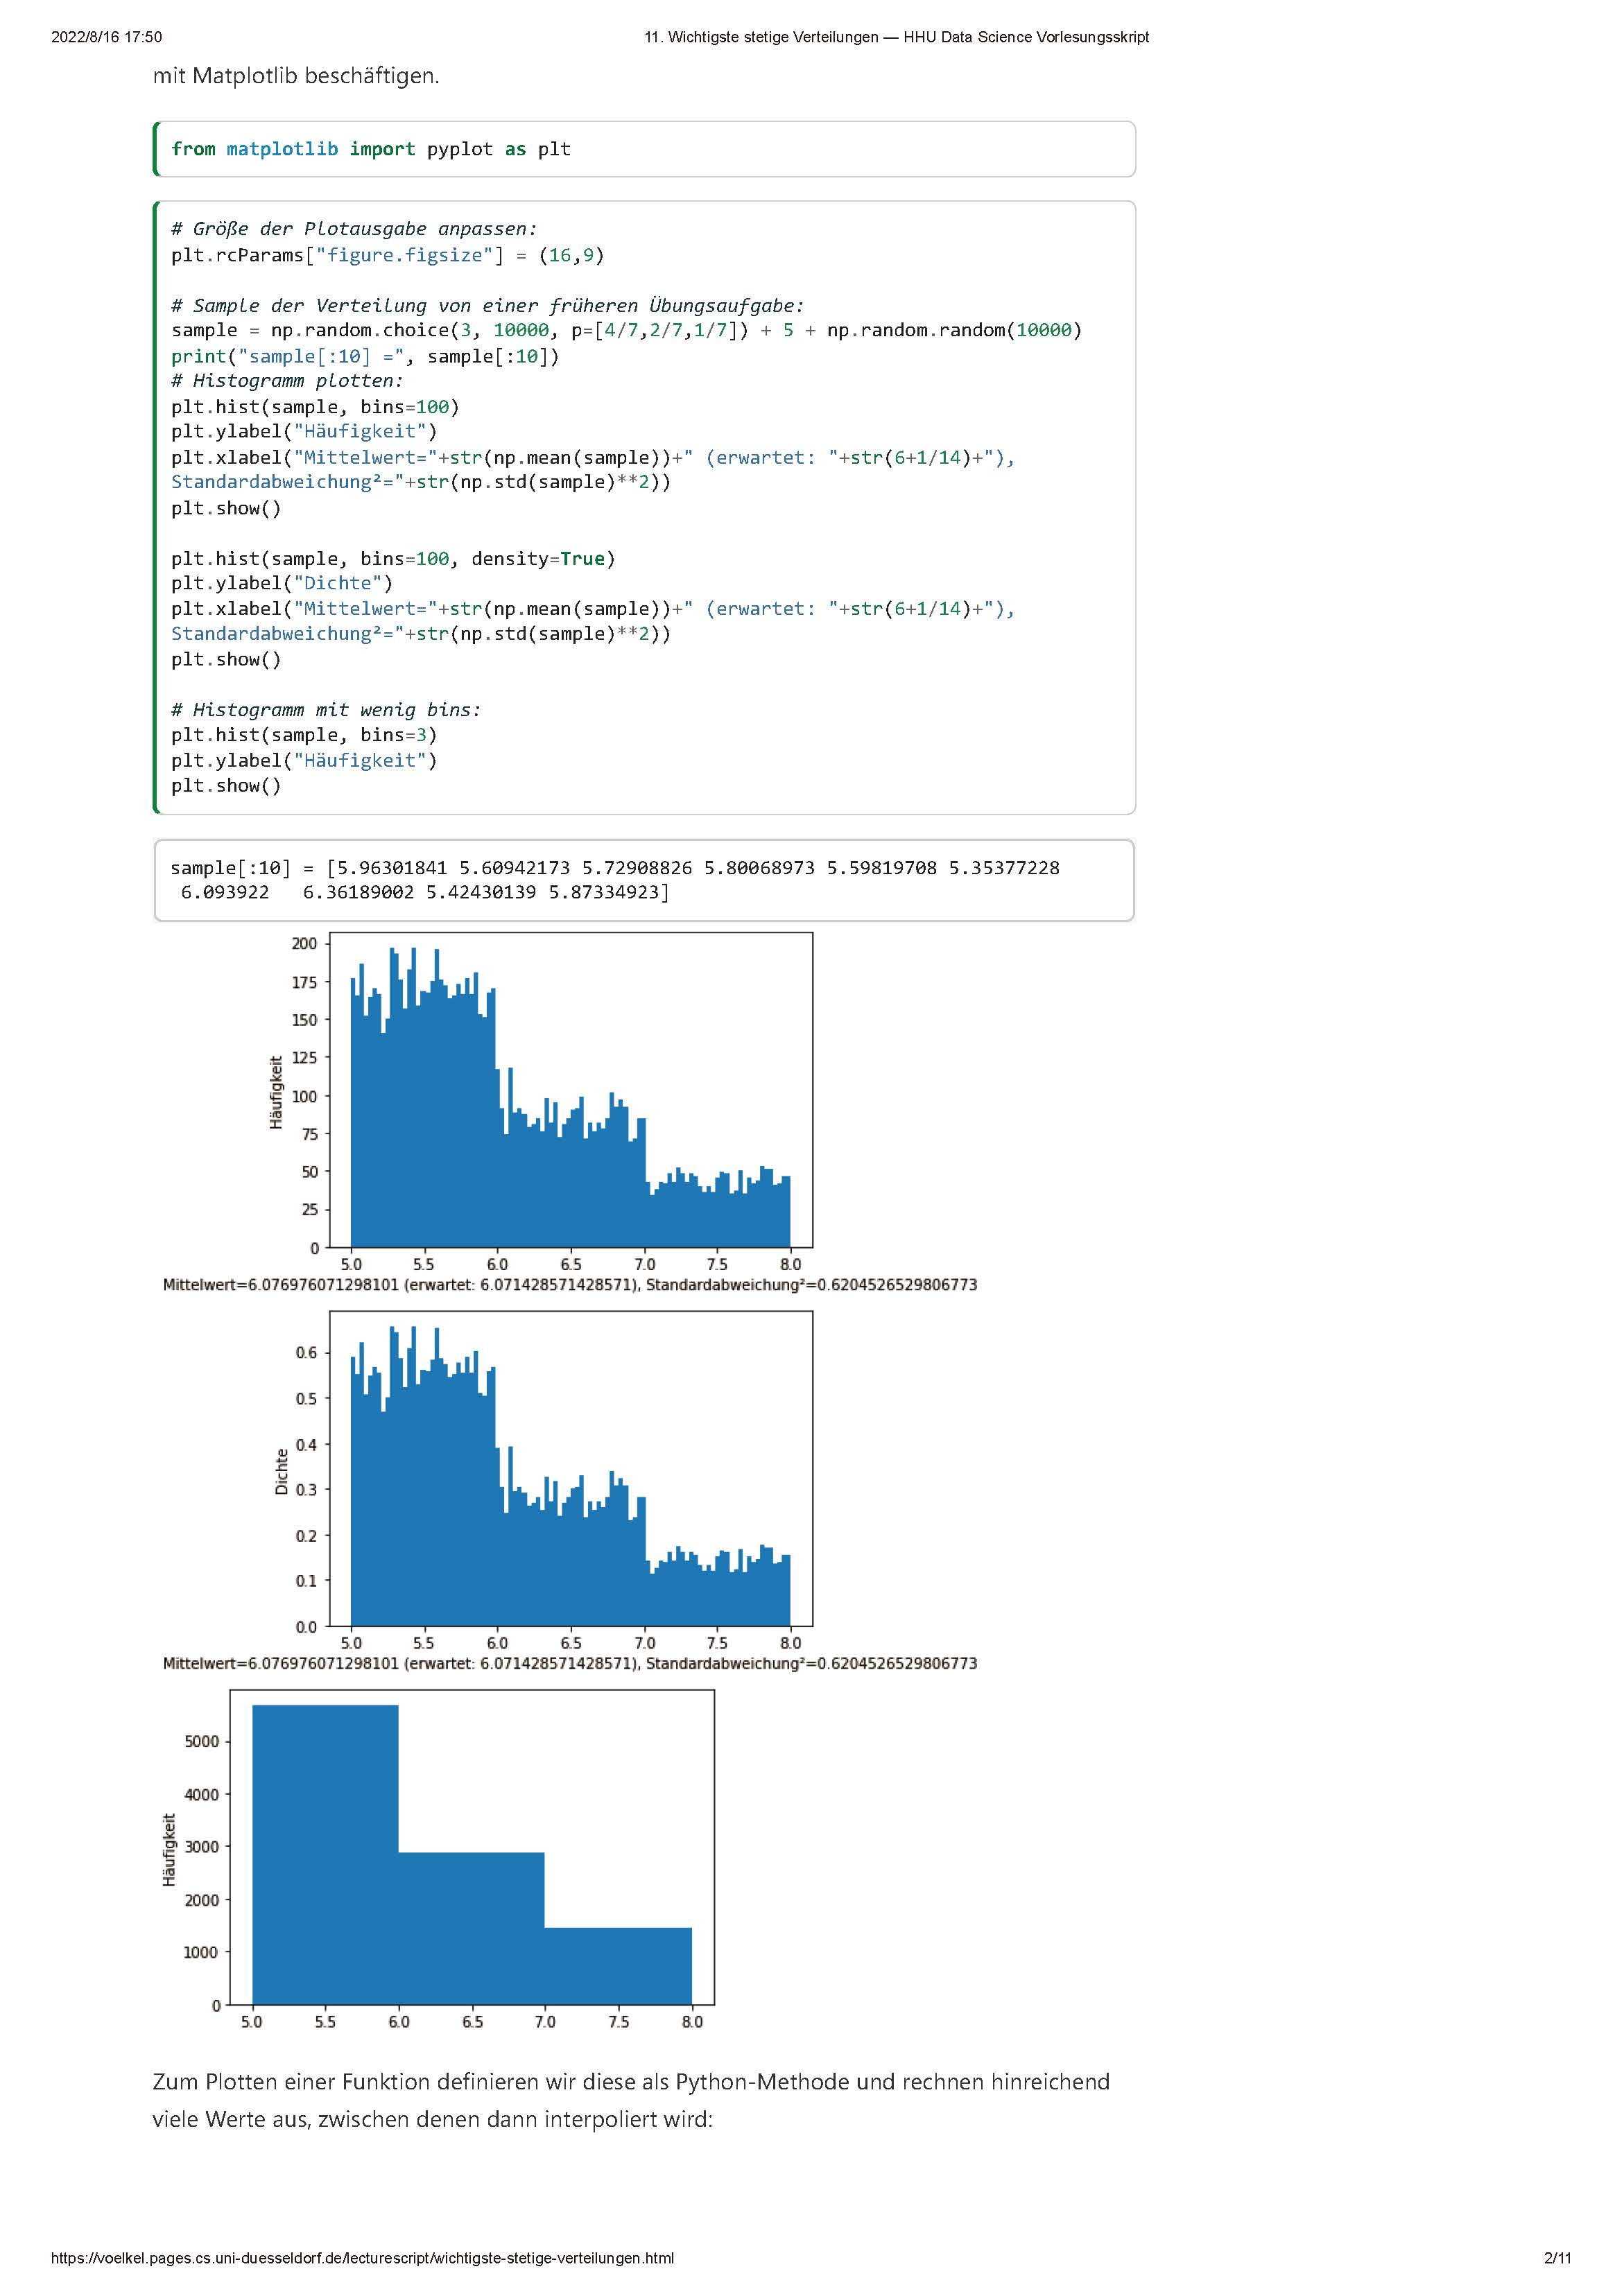 2022/8/16 17:50
11. Wichtigste stetige Verteilungen — HHU Data Science Vorlesungsskript
mit Matplotlib beschäftigen.
from matplotlib import pyplot as plt
# Größe der Plotausgabe anpassen:
plt.rcParams["figure.figsize"] = (16,9)
# Sample der Verteilung von einer früheren Übungsaufgabe:
sample = np.random.choice(3, 10000, p=[4/7,2/7,1/7]) + 5 + np.random.random(10000)
print("sample[:10] =", sample[:10])
# Histogramm plotten:
plt.hist(sample, bins=100)
plt.ylabel("Häufigkeit")
plt.xlabel("Mittelwert="+str(np.mean(sample))+" (erwartet: "+str(6+1/14)+"),
Standardabweichung²="+str(np.std(sample)**2))
plt.show()
plt.hist(sample, bins=100, density=True)
plt.ylabel("Dichte")
plt.xlabel("Mittelwert="+str(np.mean(sample))+" (erwartet: "+str(6+1/14)+"),
Standardabweichung²="+str(np.std(sample)**2))
plt.show()
# Histogramm mit wenig bins:
plt.hist(sample, bins=3)
plt.ylabel("Häufigkeit")
plt.show()
sample[:10] = [5.96301841 5.60942173 5.72908826 5.80068973 5.59819708 5.35377228
6.093922   6.36189002 5.42430139 5.87334923]
200
175
150
125
100
75
50
25
0
Häufigkeit
5.0 5.5 6.0 6.5 7.0 7.5 8.0
Mittelwert=6.076976071298101 (erwartet: 6.071428571428571), Standardabweichung²=0.6204526529806773
0.6
0.5
0.4
0.3
0.2
0.1
0.0
Dichte
5.0 5.5 6.0 6.5 7.0 7.5 8.0
Mittelwert=6.076976071298101 (erwartet: 6.071428571428571), Standardabweichung²=0.6204526529806773
5000
4000
3000
2000
1000
0
Häufigkeit
5.0 5.5 6.0 6.5 7.0 7.5 8.0
Zum Plotten einer Funktion definieren wir diese als Python-Methode und rechnen hinreichend
viele Werte aus, zwischen denen dann interpoliert wird:
https://voelkel.pages.cs.uni-duesseldorf.de/lecturescript/wichtigste-stetige-verteilungen.html
2/11